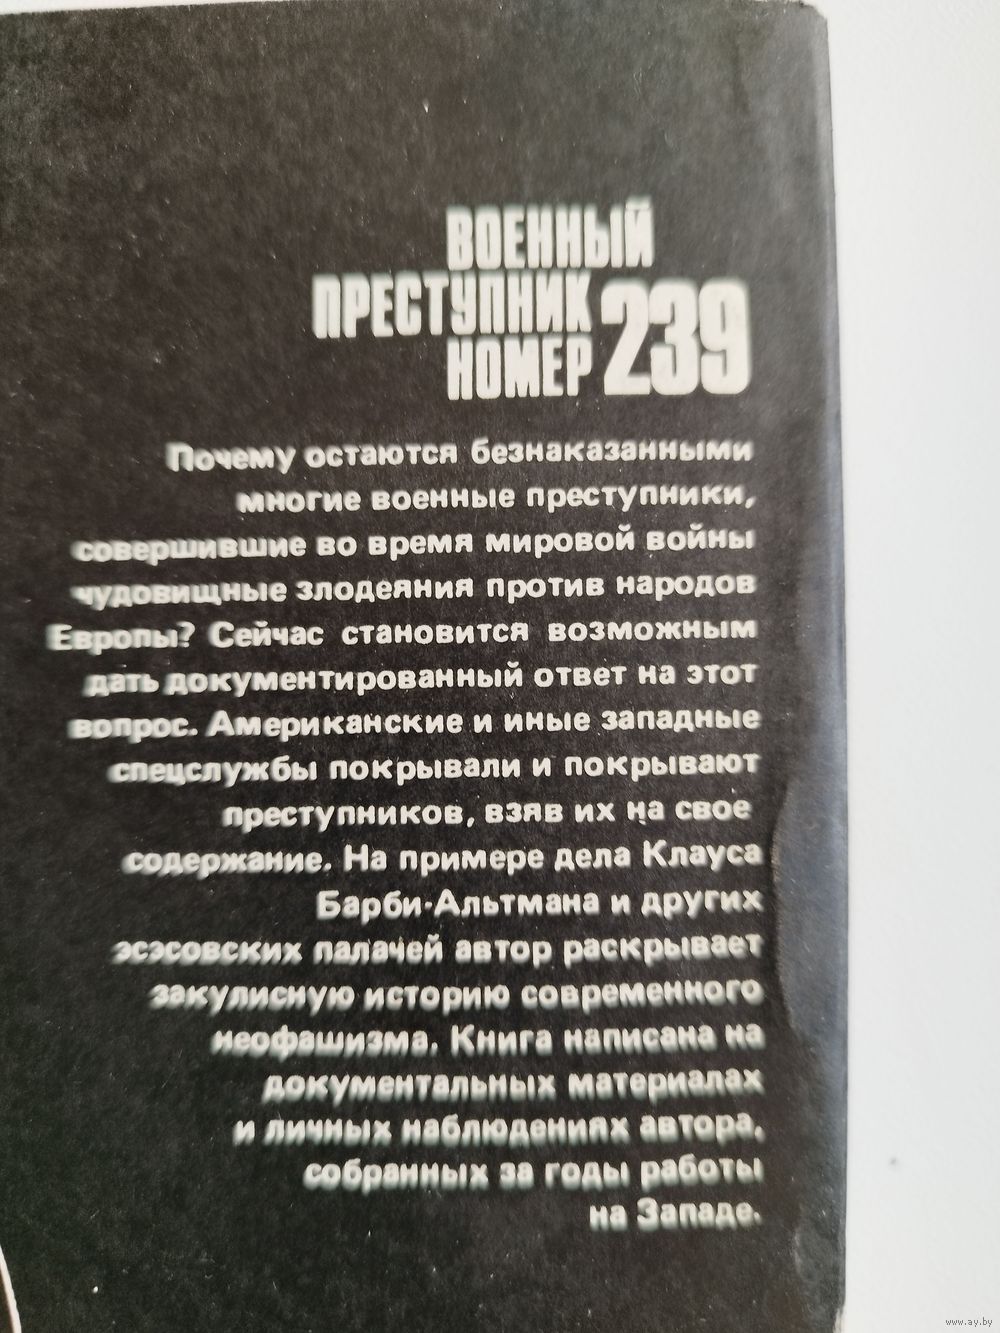 ВОЕННЫЙ
ПРЕСТУПНИК
НОМЕР 239
Почему остаются безнаказанными
многие военные преступники,
совершившие во время мировой войны
чудовищные злодеяния против народов
Европы? Сейчас становится возможным
дать документированный ответ на этот
вопрос. Американские и иные западные
спецслужбы покрывали и покрывают
преступников, взяв их на свое
содержание. На примере дела Клауса
Барби-Альтмана и других
эсэсовских палачей автор раскрывает
закулисную историю современного
неофашизма. Книга написана на
документальных материалах
и личных наблюдениях автора,
собранных за годы работы
на Западе.
www.ay.by